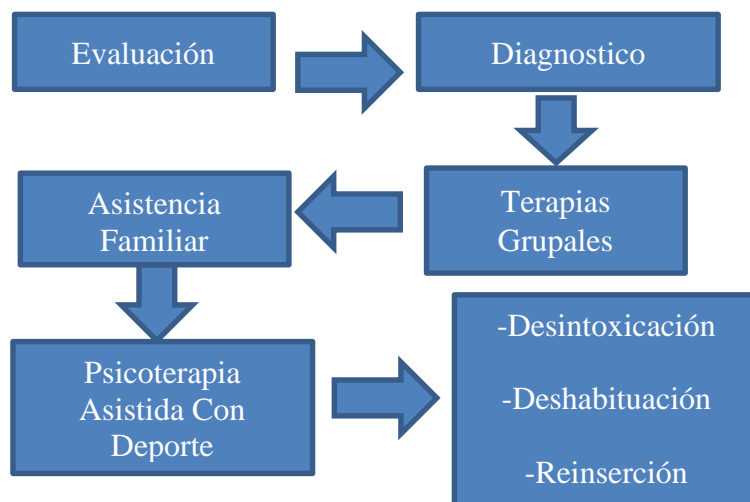 Evaluación
Diagnostico
Terapias
Grupales
Asistencia
Familiar
Psicoterapia
Asistida Con
Deporte
-Desintoxicación
-Deshabituación
-Reinserción